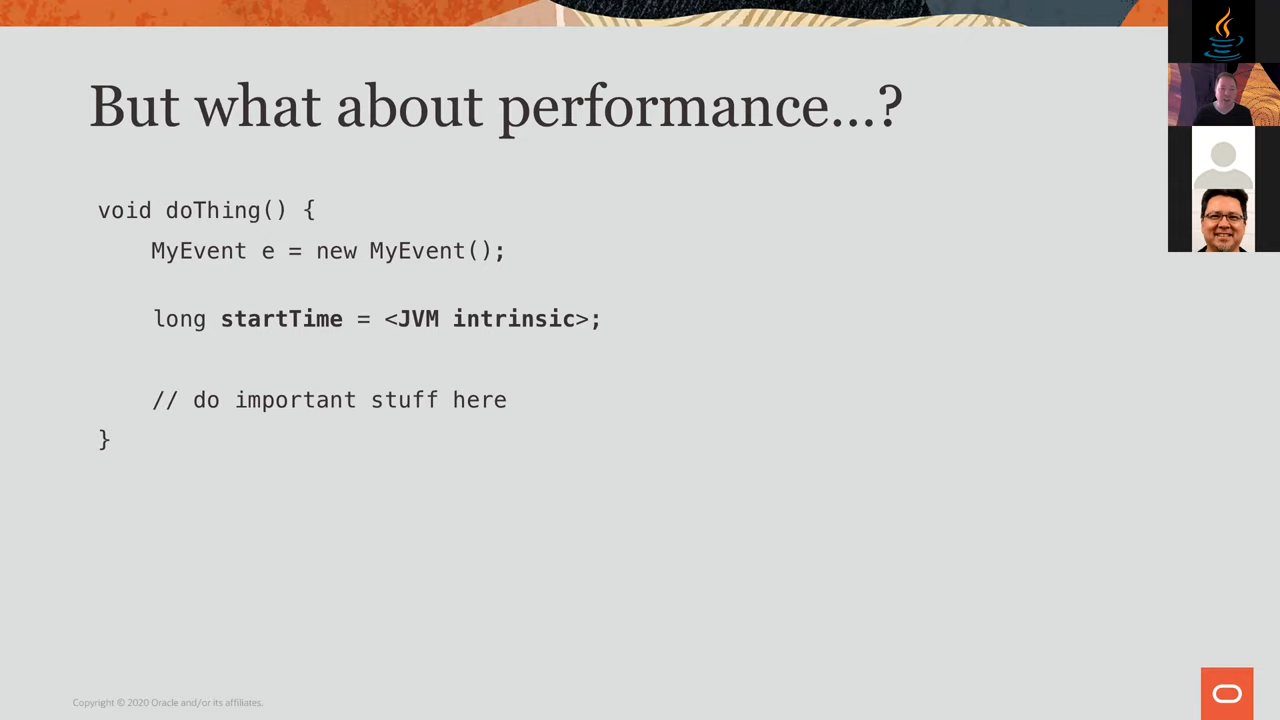 But what about performance...?
void doThing() {
MyEvent e = new MyEvent();
long startTime = <JVM intrinsic>;
// do important stuff here
}
Copyright © 2020 Oracle and/or its affiliates.